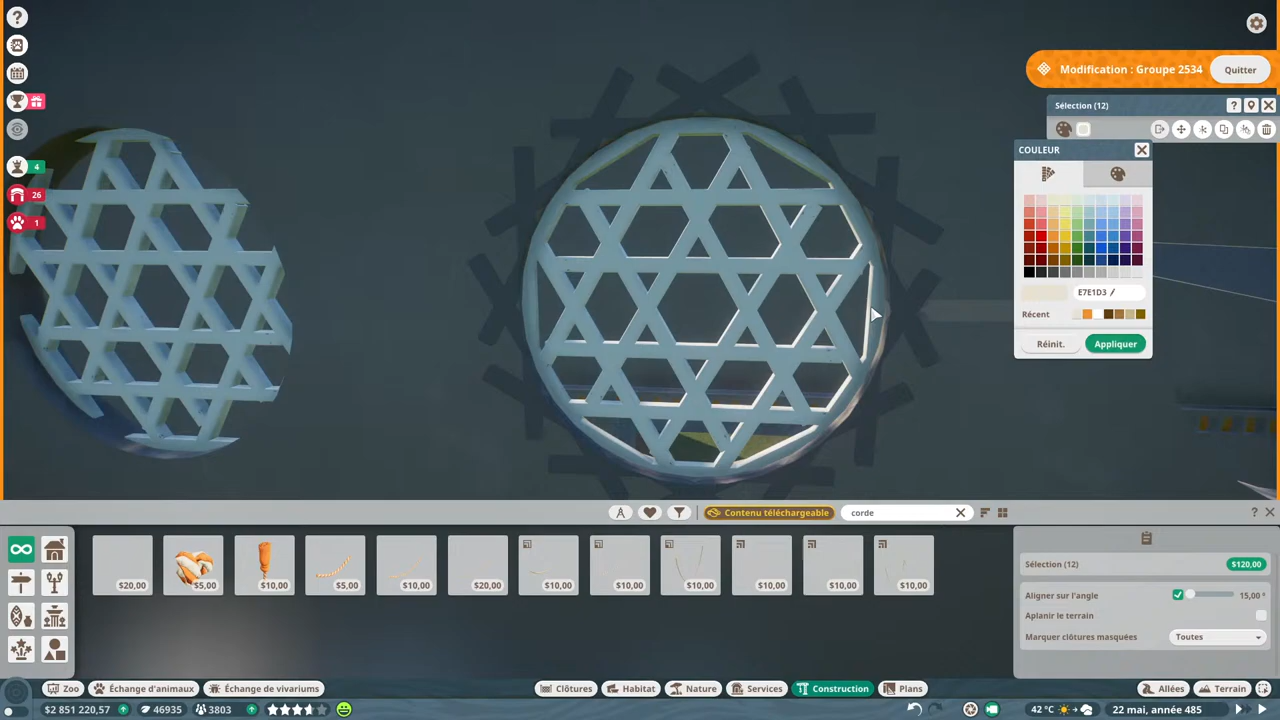 ?
Modification : Groupe 2534
Quitter
Sélection (12)
?
4
26
1
COULEUR
E7E1D3
Récent
Réinit.
Appliquer
Contenu téléchargeable
corde
?
$20,00
$5,00
$10,00
$5,00
$10,00
$20,00
$10,00
$10,00
$10,00
$10,00
$10,00
$10,00
Sélection (12)
$120,00
Aligner sur l'angle
15,00 °
Aplanir le terrain
Marquer clôtures masquées
Toutes
Zoo
Échange d'animaux
Échange de vivariums
Clôtures
Habitat
Nature
Services
Construction
Plans
Allées
Terrain
$2 851 220,57
46935
3803
42 °C
22 mai, année 485